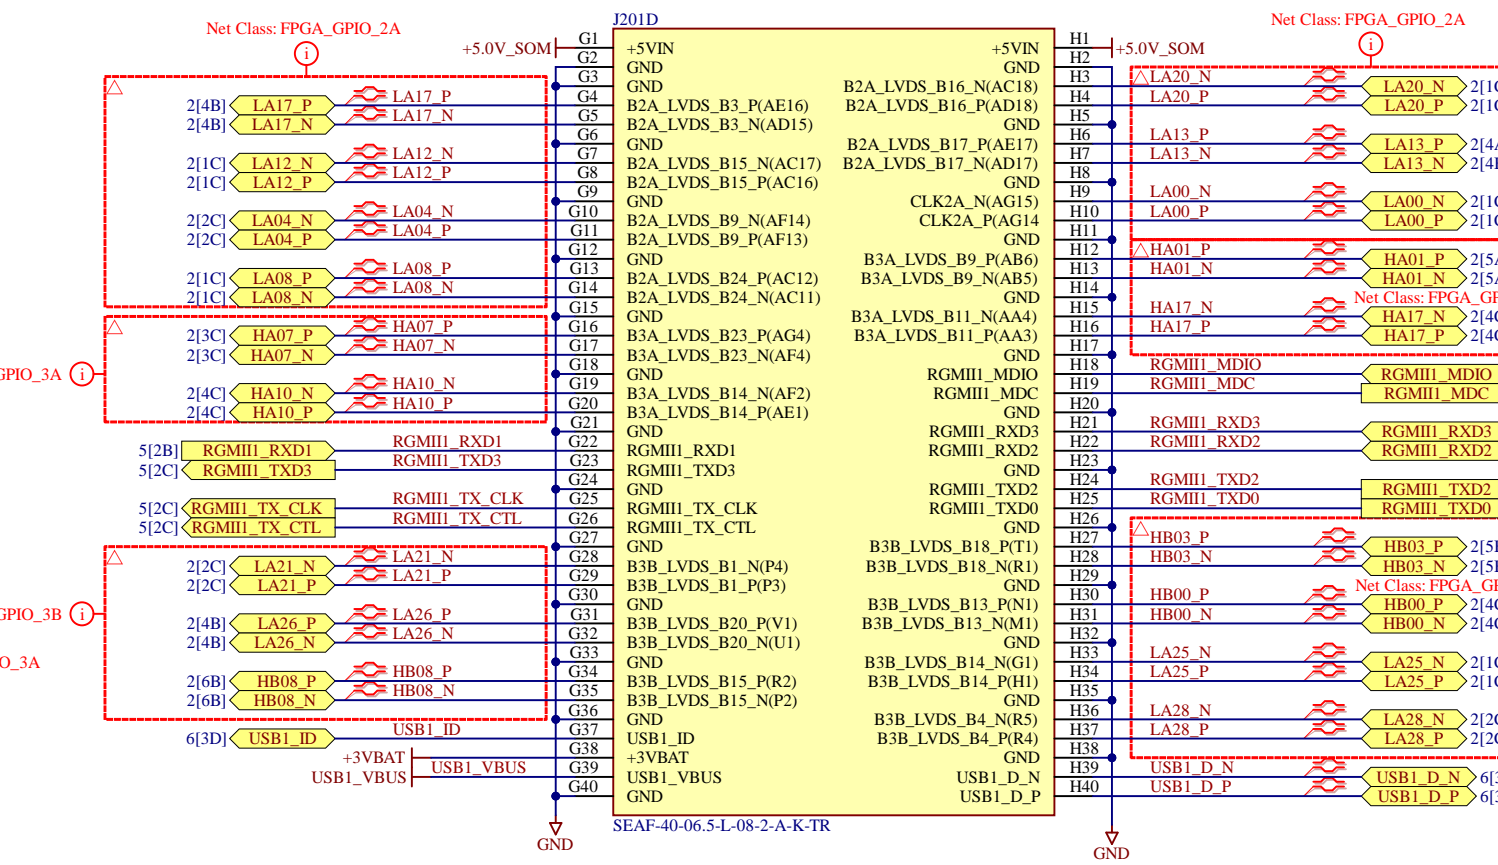 Net Class: FPGA_GPIO_2A
J201D
Net Class: FPGA_GPIO_2A
+5.0V_SOM G1 +5VIN +5VIN H1 +5.0V_SOM
G2 GND GND H2
G3 GND B2A_LVDS_B16_N(AC18) H3 LA20_N LA20_N
2[4B] LA17_P LA17_P G4 B2A_LVDS_B3_P(AE16) B2A_LVDS_B16_P(AD18) H4 LA20_P LA20_P
2[4B] LA17_N LA17_N G5 B2A_LVDS_B3_N(AD15) GND H5
G6 GND B2A_LVDS_B17_P(AE17) H6 LA13_P LA13_P
2[1C] LA12_N LA12_N G7 B2A_LVDS_B15_N(AC17) B2A_LVDS_B17_N(AD17) H7 LA13_N LA13_N
2[1C] LA12_P LA12_P G8 B2A_LVDS_B15_P(AC16) GND H8
G9 GND CLK2A_N(AG15) H9 LA00_N LA00_N
2[2C] LA04_N LA04_N G10 B2A_LVDS_B9_N(AF14) CLK2A_P(AG14 H10 LA00_P LA00_P
2[2C] LA04_P LA04_P G11 B2A_LVDS_B9_P(AF13) GND H11
G12 GND B3A_LVDS_B9_P(AB6) H12 HA01_P HA01_P
2[1C] LA08_P LA08_P G13 B2A_LVDS_B24_P(AC12) B3A_LVDS_B9_N(AB5) H13 HA01_N HA01_N
2[1C] LA08_N LA08_N G14 B2A_LVDS_B24_N(AC11) GND H14 Net Class: FPGA_GP
G15 GND B3A_LVDS_B11_N(AA4) H15 HA17_N HA17_N
2[3C] HA07_P HA07_P G16 B3A_LVDS_B23_P(AG4) B3A_LVDS_B11_P(AA3) H16 HA17_P HA17_P
2[3C] HA07_N HA07_N G17 B3A_LVDS_B23_N(AF4) GND H17
GPIO_3A G18 GND RGMII1_MDIO H18 RGMII1_MDIO RGMII1_MDIO
2[4C] HA10_N HA10_N G19 B3A_LVDS_B14_N(AF2) RGMII1_MDC H19 RGMII1_MDC RGMII1_MDC
2[4C] HA10_P HA10_P G20 B3A_LVDS_B14_P(AE1) GND H20
G21 GND RGMII1_RXD3 H21 RGMII1_RXD3 RGMII1_RXD3
5[2B] RGMII1_RXD1 RGMII1_RXD1 G22 RGMII1_RXD1 RGMII1_RXD2 H22 RGMII1_RXD2 RGMII1_RXD2
5[2C] RGMII1_TXD3 RGMII1_TXD3 G23 RGMII1_TXD3 GND H23
G24 GND RGMII1_TXD2 H24 RGMII1_TXD2 RGMII1_TXD2
5[2C] RGMII1_TX_CLK RGMII1_TX_CLK G25 RGMII1_TX_CLK RGMII1_TXD0 H25 RGMII1_TXD0 RGMII1_TXD0
5[2C] RGMII1_TX_CTL RGMII1_TX_CTL G26 RGMII1_TX_CTL GND H26
G27 GND B3B_LVDS_B18_P(T1) H27 HB03_P HB03_P
2[2C] LA21_N LA21_N G28 B3B_LVDS_B1_N(P4) B3B_LVDS_B18_N(R1) H28 HB03_N HB03_N
2[2C] LA21_P LA21_P G29 B3B_LVDS_B1_P(P3) GND H29 Net Class: FPGA_GP
GPIO_3B G30 GND B3B_LVDS_B13_P(N1) H30 HB00_P HB00_P
2[4B] LA26_P LA26_P G31 B3B_LVDS_B20_P(V1) B3B_LVDS_B13_N(M1) H31 HB00_N HB00_N
2[4B] LA26_N LA26_N G32 B3B_LVDS_B20_N(U1) GND H32
O_3A G33 GND B3B_LVDS_B14_N(G1) H33 LA25_N LA25_N
2[6B] HB08_P HB08_P G34 B3B_LVDS_B15_P(R2) B3B_LVDS_B14_P(H1) H34 LA25_P LA25_P
2[6B] HB08_N HB08_N G35 B3B_LVDS_B15_N(P2) GND H35
G36 GND B3B_LVDS_B4_N(R5) H36 LA28_N LA28_N
6[3D] USB1_ID USB1_ID G37 USB1_ID B3B_LVDS_B4_P(R4) H37 LA28_P LA28_P
+3VBAT G38 +3VBAT GND H38
USB1_VBUS USB1_VBUS G39 USB1_VBUS USB1_D_N H39 USB1_D_N USB1_D_N
G40 GND USB1_D_P H40 USB1_D_P USB1_D_P
SEAF-40-06.5-L-08-2-A-K-TR
GND
GND